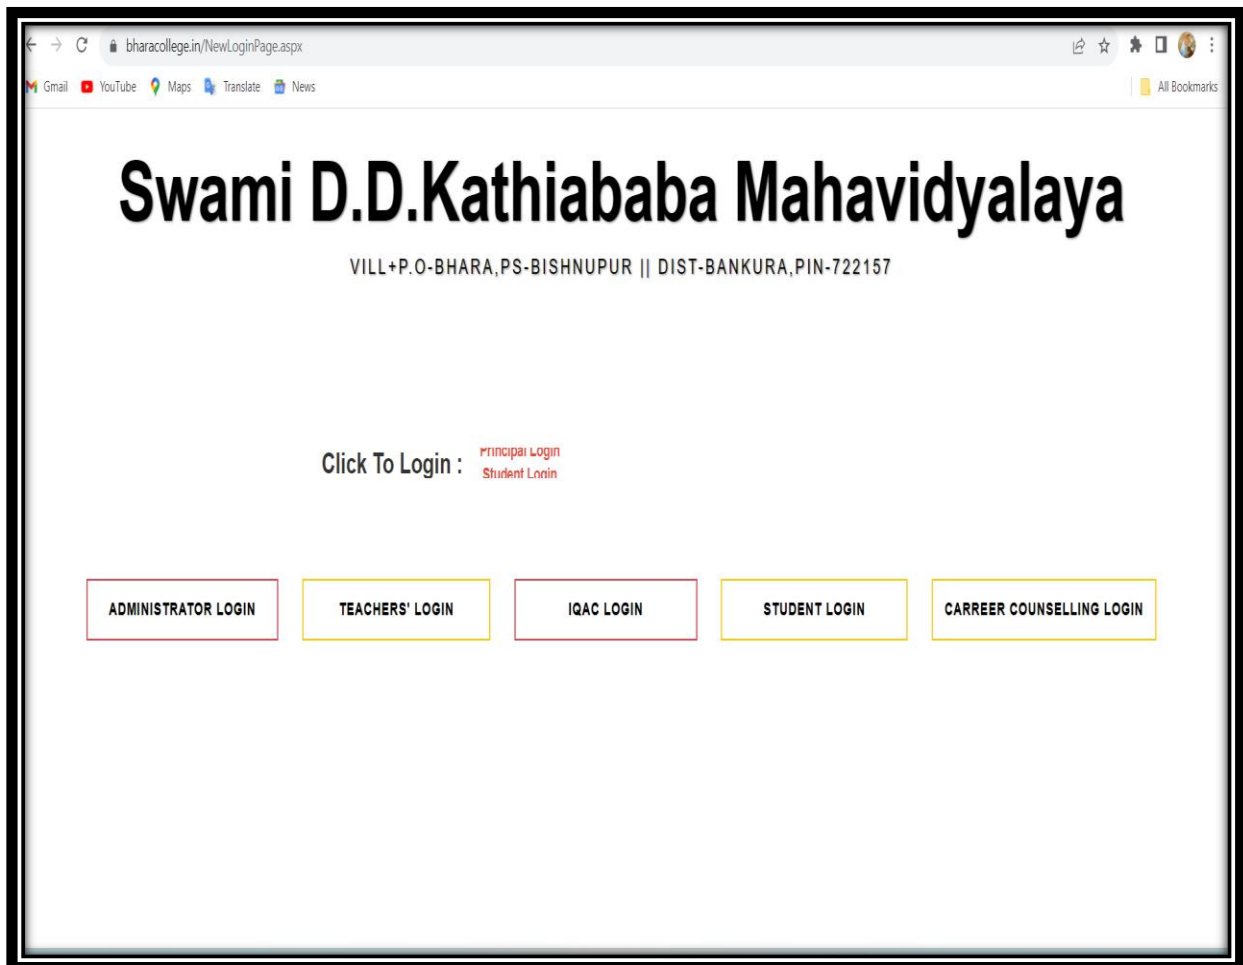 bharacollege.in/NewLoginPage.aspx
Gmail YouTube Maps Translate News All Bookmarks
Swami D.D.Kathiababa Mahavidyalaya
VILL+P.O-BHARA,PS-BISHNUPUR || DIST-BANKURA,PIN-722157
Click To Login :
Principal Login
Student Login
ADMINISTRATOR LOGIN TEACHERS' LOGIN IQAC LOGIN STUDENT LOGIN CARREER COUNSELLING LOGIN